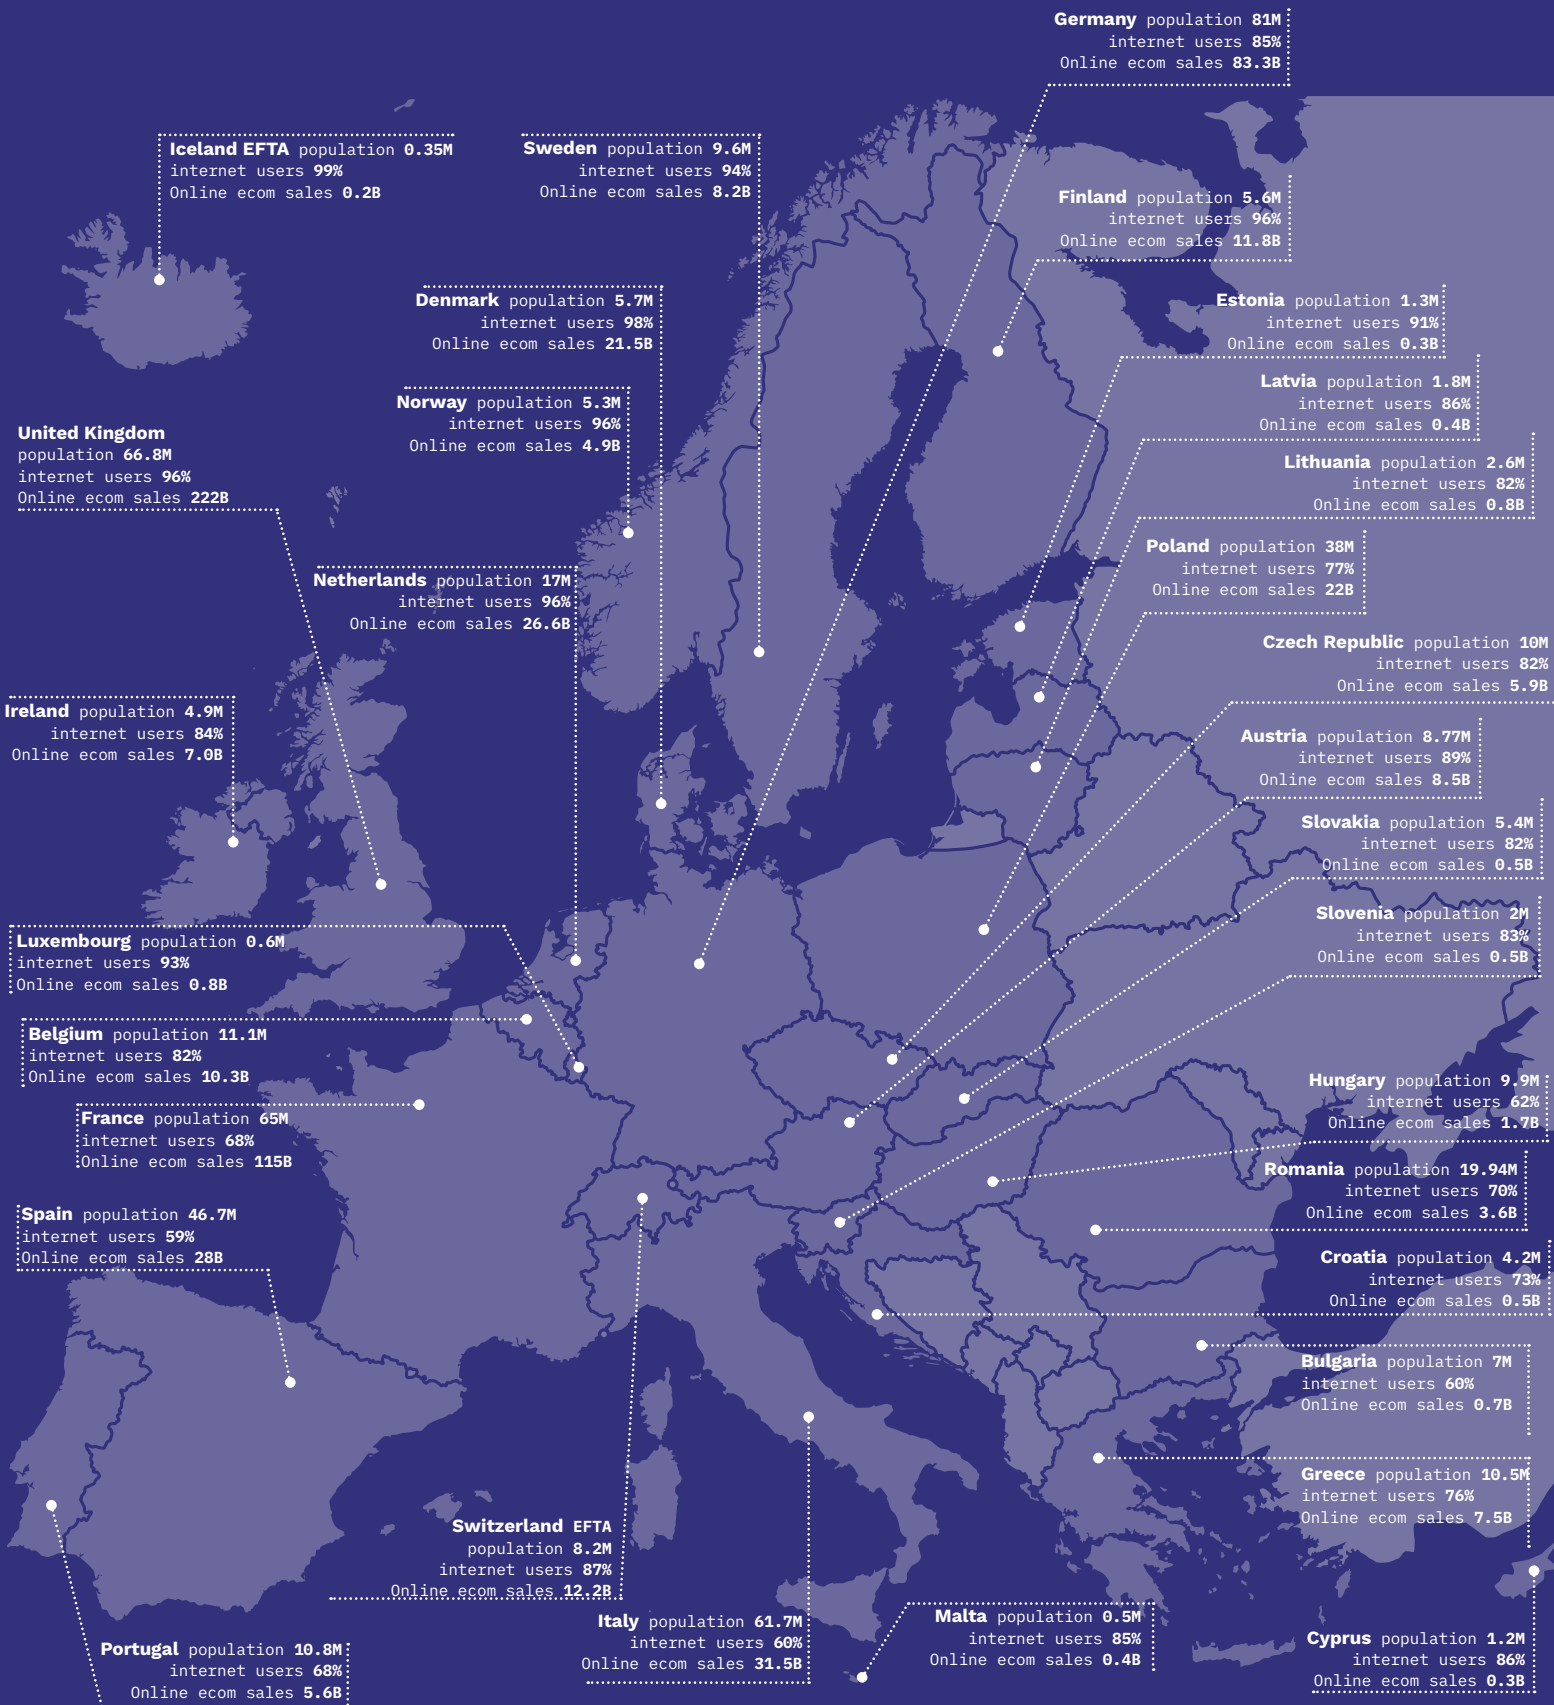 Germany population 81M
internet users 85%
Online ecom sales 83.3B
Iceland EFTA population 0.35M
internet users 99%
Online ecom sales 0.2B
Sweden population 9.6M
internet users 94%
Online ecom sales 8.2B
Finland population 5.6M
internet users 96%
Online ecom sales 11.8B
Denmark population 5.7M
internet users 98%
Online ecom sales 21.5B
Estonia population 1.3M
internet users 91%
Online ecom sales 0.3B
Norway population 5.3M
internet users 96%
Online ecom sales 4.9B
Latvia population 1.8M
internet users 86%
Online ecom sales 0.4B
United Kingdom
population 66.8M
internet users 96%
Online ecom sales 222B
Lithuania population 2.6M
internet users 82%
Online ecom sales 0.8B
Poland population 38M
internet users 77%
Online ecom sales 22B
Netherlands population 17M
internet users 96%
Online ecom sales 26.6B
Czech Republic population 10M
internet users 82%
Online ecom sales 5.9B
Ireland population 4.9M
internet users 84%
Online ecom sales 7.0B
Austria population 8.77M
internet users 89%
Online ecom sales 8.5B
Slovakia population 5.4M
internet users 82%
Online ecom sales 0.5B
Slovenia population 2M
internet users 83%
Online ecom sales 0.5B
Luxembourg population 0.6M
internet users 93%
Online ecom sales 0.8B
Belgium population 11.1M
internet users 82%
Online ecom sales 10.3B
Hungary population 9.9M
internet users 62%
Online ecom sales 1.7B
France population 65M
internet users 68%
Online ecom sales 115B
Romania population 19.94M
internet users 70%
Online ecom sales 3.6B
Spain population 46.7M
internet users 59%
Online ecom sales 28B
Croatia population 4.2M
internet users 73%
Online ecom sales 0.5B
Bulgaria population 7M
internet users 60%
Online ecom sales 0.7B
Greece population 10.5M
internet users 76%
Online ecom sales 7.5B
Switzerland EFTA
population 8.2M
internet users 87%
Online ecom sales 12.2B
Italy population 61.7M
internet users 60%
Online ecom sales 31.5B
Malta population 0.5M
internet users 85%
Online ecom sales 0.4B
Cyprus population 1.2M
internet users 86%
Online ecom sales 0.3B
Portugal population 10.8M
internet users 68%
Online ecom sales 5.6B